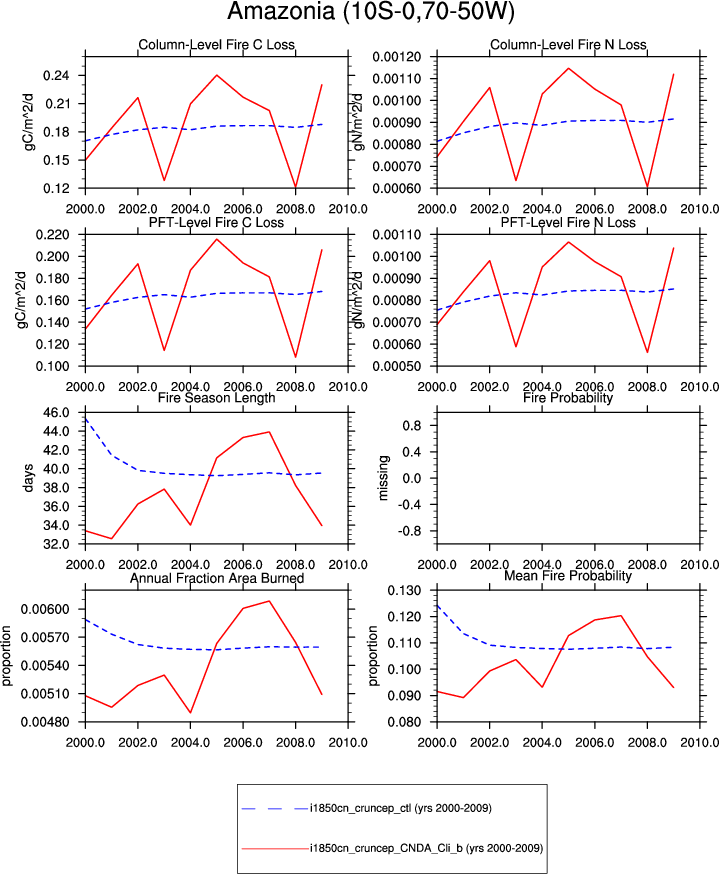 Amazonia (10S-0,70-50W)
Column-Level Fire C Loss
gC/m^2/d
0.24
0.21
0.18
0.15
0.12
2000.0 2002.0 2004.0 2006.0 2008.0 2010.0
Column-Level Fire N Loss
gN/m^2/d
0.00120
0.00110
0.00100
0.00090
0.00080
0.00070
0.00060
2000.0 2002.0 2004.0 2006.0 2008.0 2010.0
PFT-Level Fire C Loss
gC/m^2/d
0.220
0.200
0.180
0.160
0.140
0.120
0.100
2000.0 2002.0 2004.0 2006.0 2008.0 2010.0
PFT-Level Fire N Loss
gN/m^2/d
0.00110
0.00100
0.00090
0.00080
0.00070
0.00060
0.00050
2000.0 2002.0 2004.0 2006.0 2008.0 2010.0
Fire Season Length
days
46.0
44.0
42.0
40.0
38.0
36.0
34.0
32.0
2000.0 2002.0 2004.0 2006.0 2008.0 2010.0
Fire Probability
missing
0.8
0.4
0.0
-0.4
-0.8
2000.0 2002.0 2004.0 2006.0 2008.0 2010.0
Annual Fraction Area Burned
proportion
0.00600
0.00570
0.00540
0.00510
0.00480
2000.0 2002.0 2004.0 2006.0 2008.0 2010.0
Mean Fire Probability
proportion
0.130
0.120
0.110
0.100
0.090
0.080
2000.0 2002.0 2004.0 2006.0 2008.0 2010.0
i1850cn_cruncep_ctl (yrs 2000-2009)
i1850cn_cruncep_CNDA_Cli_b (yrs 2000-2009)